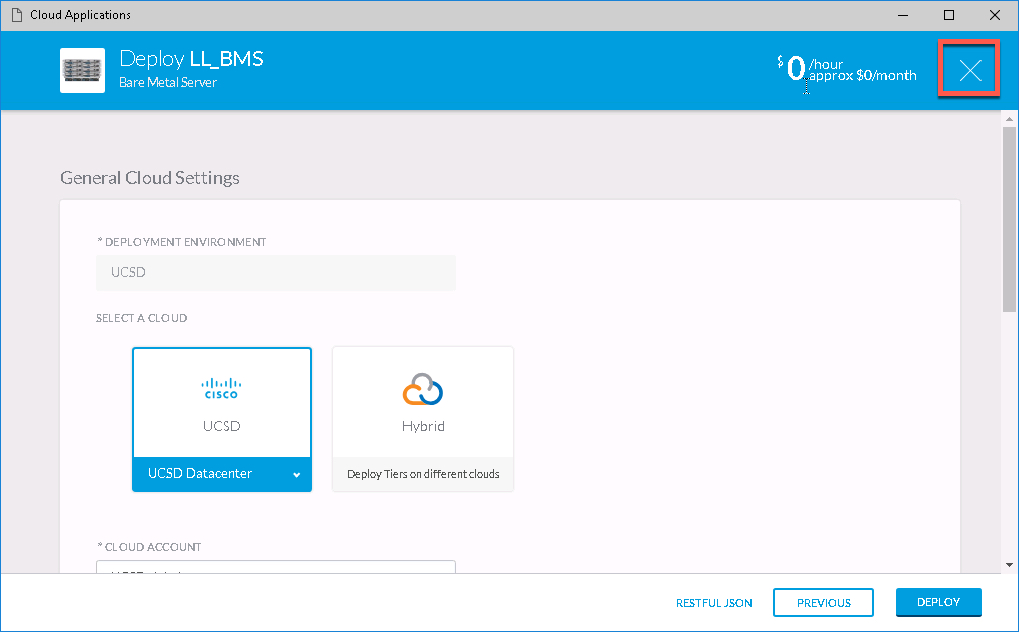 Cloud Applications
Deploy LL_BMS
Bare Metal Server
$0/hour
approx $0/month
General Cloud Settings
* DEPLOYMENT ENVIRONMENT
UCSD
SELECT A CLOUD
CISCO
UCSD
UCSD Datacenter
Hybrid
Deploy Tiers on different clouds
* CLOUD ACCOUNT
RESTFUL JSON
PREVIOUS
DEPLOY